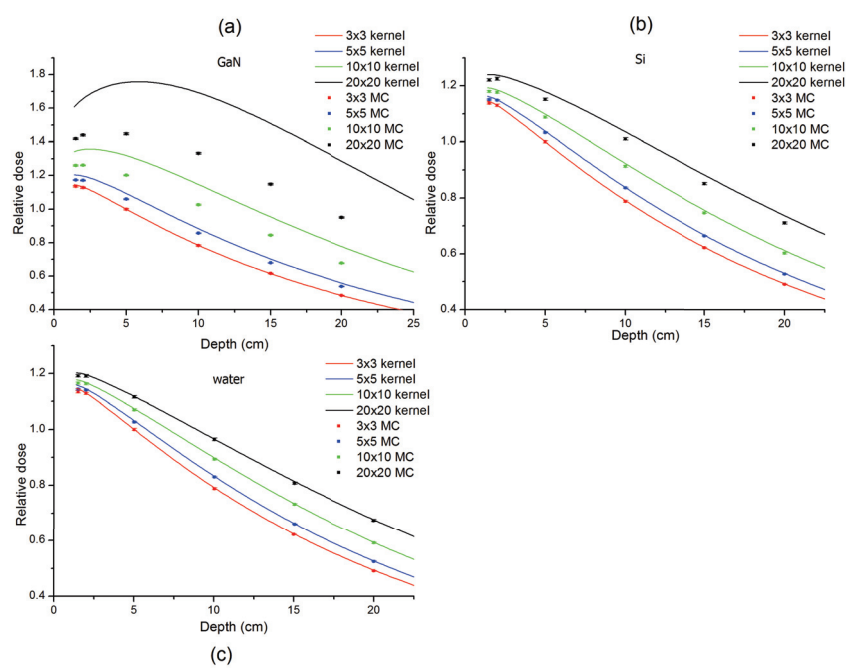 (a)
GaN
3x3 kernel
5x5 kernel
10x10 kernel
20x20 kernel
3x3 MC
5x5 MC
10x10 MC
20x20 MC
1.8
1.6
1.4
1.2
1.0
0.8
0.6
0.4
Relative dose
0 5 10 15 20 25
Depth (cm)
(b)
Si
3x3 kernel
5x5 kernel
10x10 kernel
20x20 kernel
3x3 MC
5x5 MC
10x10 MC
20x20 MC
1.2
1.0
0.8
0.6
0.4
Relative dose
0 5 10 15 20
Depth (cm)
water
3x3 kernel
5x5 kernel
10x10 kernel
20x20 kernel
3x3 MC
5x5 MC
10x10 MC
20x20 MC
1.2
1.0
0.8
0.6
0.4
Relative dose
0 5 10 15 20
Depth (cm)
(c)